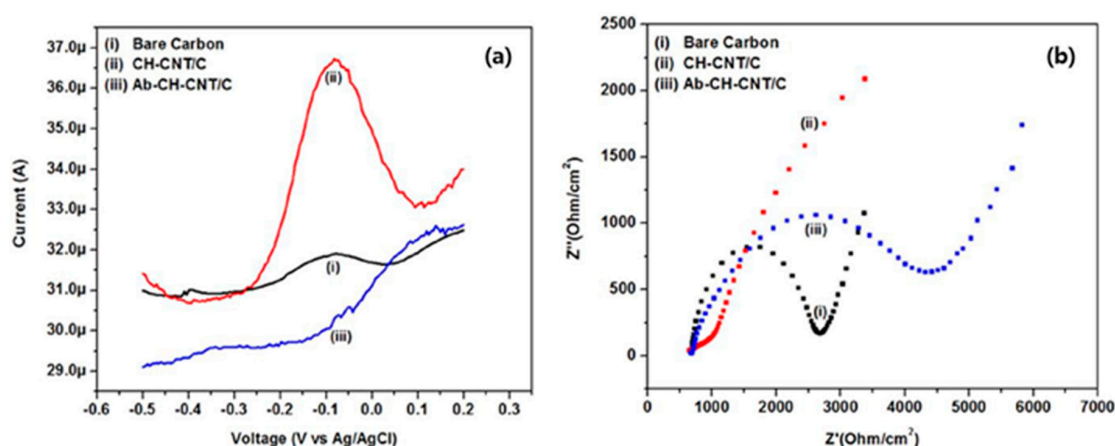 (i) Bare Carbon
(ii) CH-CNT/C
(iii) Ab-CH-CNT/C
(a)
37.0μ
36.0μ
35.0μ
34.0μ
33.0μ
32.0μ
31.0μ
30.0μ
29.0μ
Current (A)
(ii)
(i)
(iii)
-0.6 -0.5 -0.4 -0.3 -0.2 -0.1 0.0 0.1 0.2 0.3
Voltage (V vs Ag/AgCl)
(i) Bare Carbon
(ii) CH-CNT/C
(iii) Ab-CH-CNT/C
(b)
2500
2000
1500
1000
500
0
Z''(Ohm/cm²)
(ii)
(iii)
(i)
0 1000 2000 3000 4000 5000 6000 7000
Z'(Ohm/cm²)